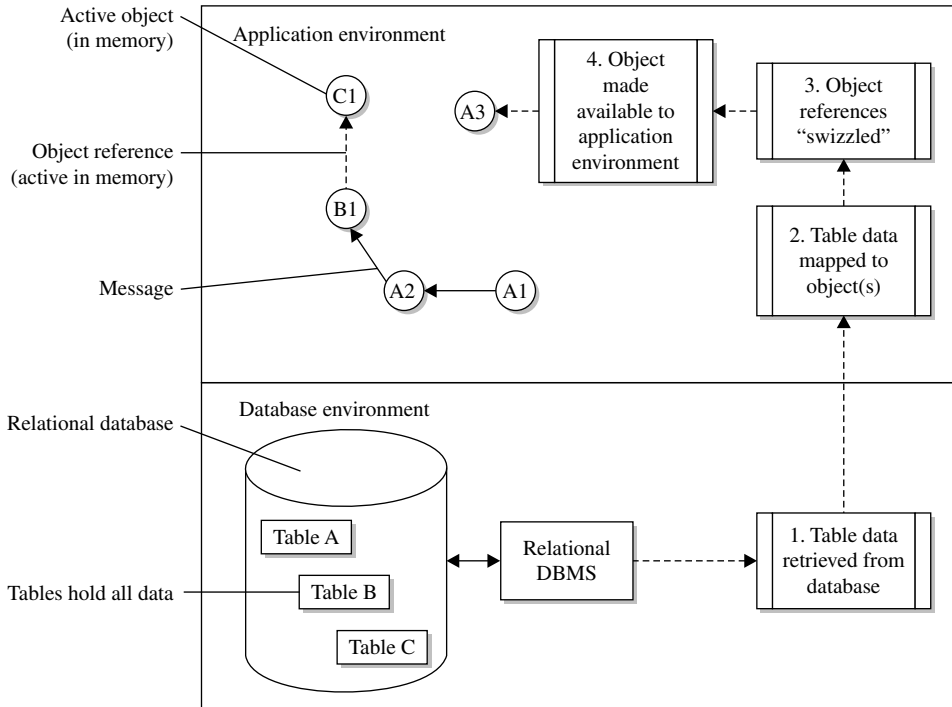 Active object
(in memory)
Application environment
C1
A3
4. Object
made
available to
application
environment
3. Object
references
“swizzled”
Object reference
(active in memory)
B1
2. Table data
mapped to
object(s)
Message
A2
A1
Database environment
Relational database
Table A
Relational
DBMS
1. Table data
retrieved from
database
Tables hold all data
Table B
Table C